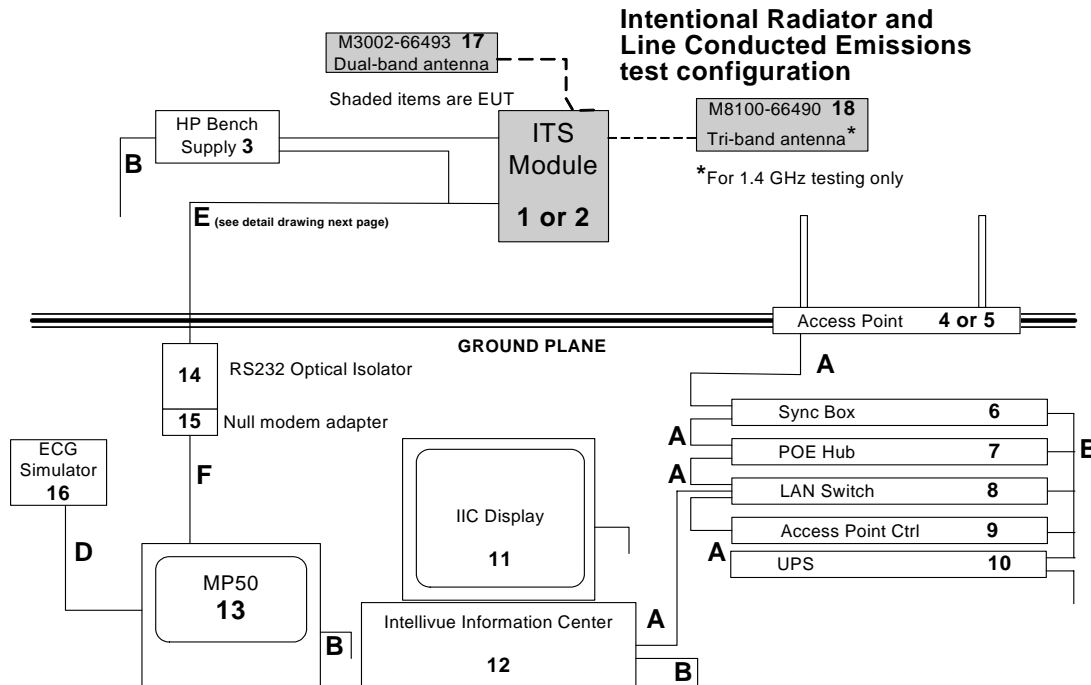 Intentional Radiator and
Line Conducted Emissions
test configuration
M3002-66493 17
Dual-band antenna
Shaded items are EUT
M8100-66490 18
Tri-band antenna*
*For 1.4 GHz testing only
HP Bench
Supply 3
B
ITS
Module
1 or 2
E (see detail drawing next page)
Access Point 4 or 5
GROUND PLANE
A
14
RS232 Optical Isolator
15
Null modem adapter
Sync Box 6
A
POE Hub 7
B
A
LAN Switch 8
Access Point Ctrl 9
A
UPS 10
ECG
Simulator
16
F
D
IIC Display
11
MP50
13
B
Intellivue Information Center
12
A
B